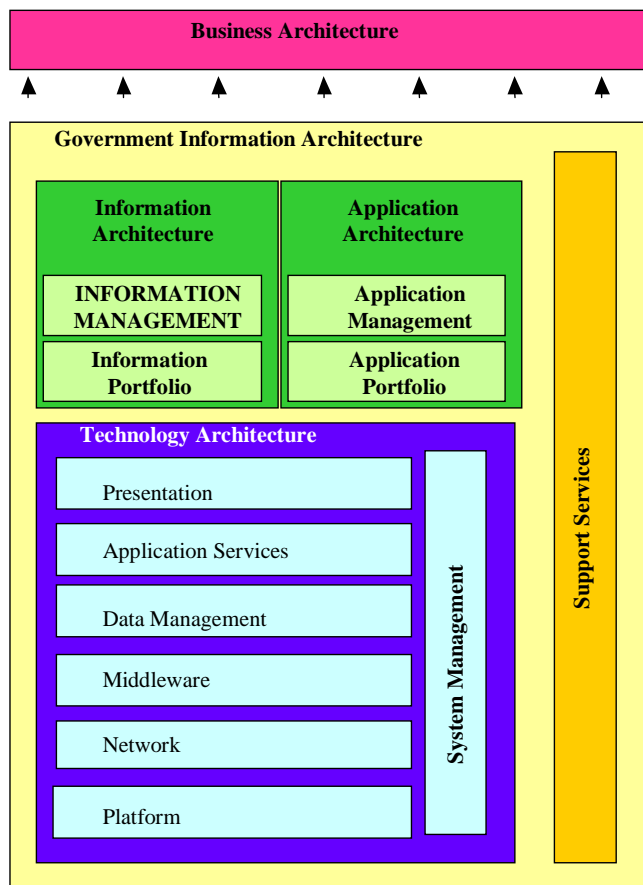 Business Architecture
Government Information Architecture
Information
Architecture
INFORMATION
MANAGEMENT
Information
Portfolio
Application
Architecture
Application
Management
Application
Portfolio
Technology Architecture
Presentation
Application Services
Data Management
Middleware
Network
Platform
System Management
Support Services